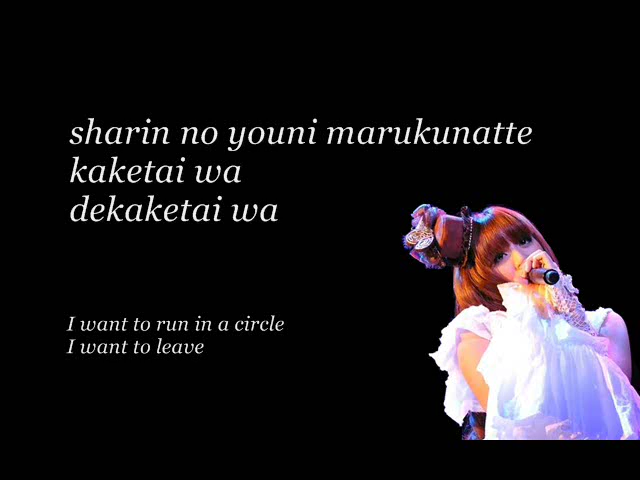 sharin no youni marukunatte
kaketai wa
dekaketai wa
I want to run in a circle
I want to leave